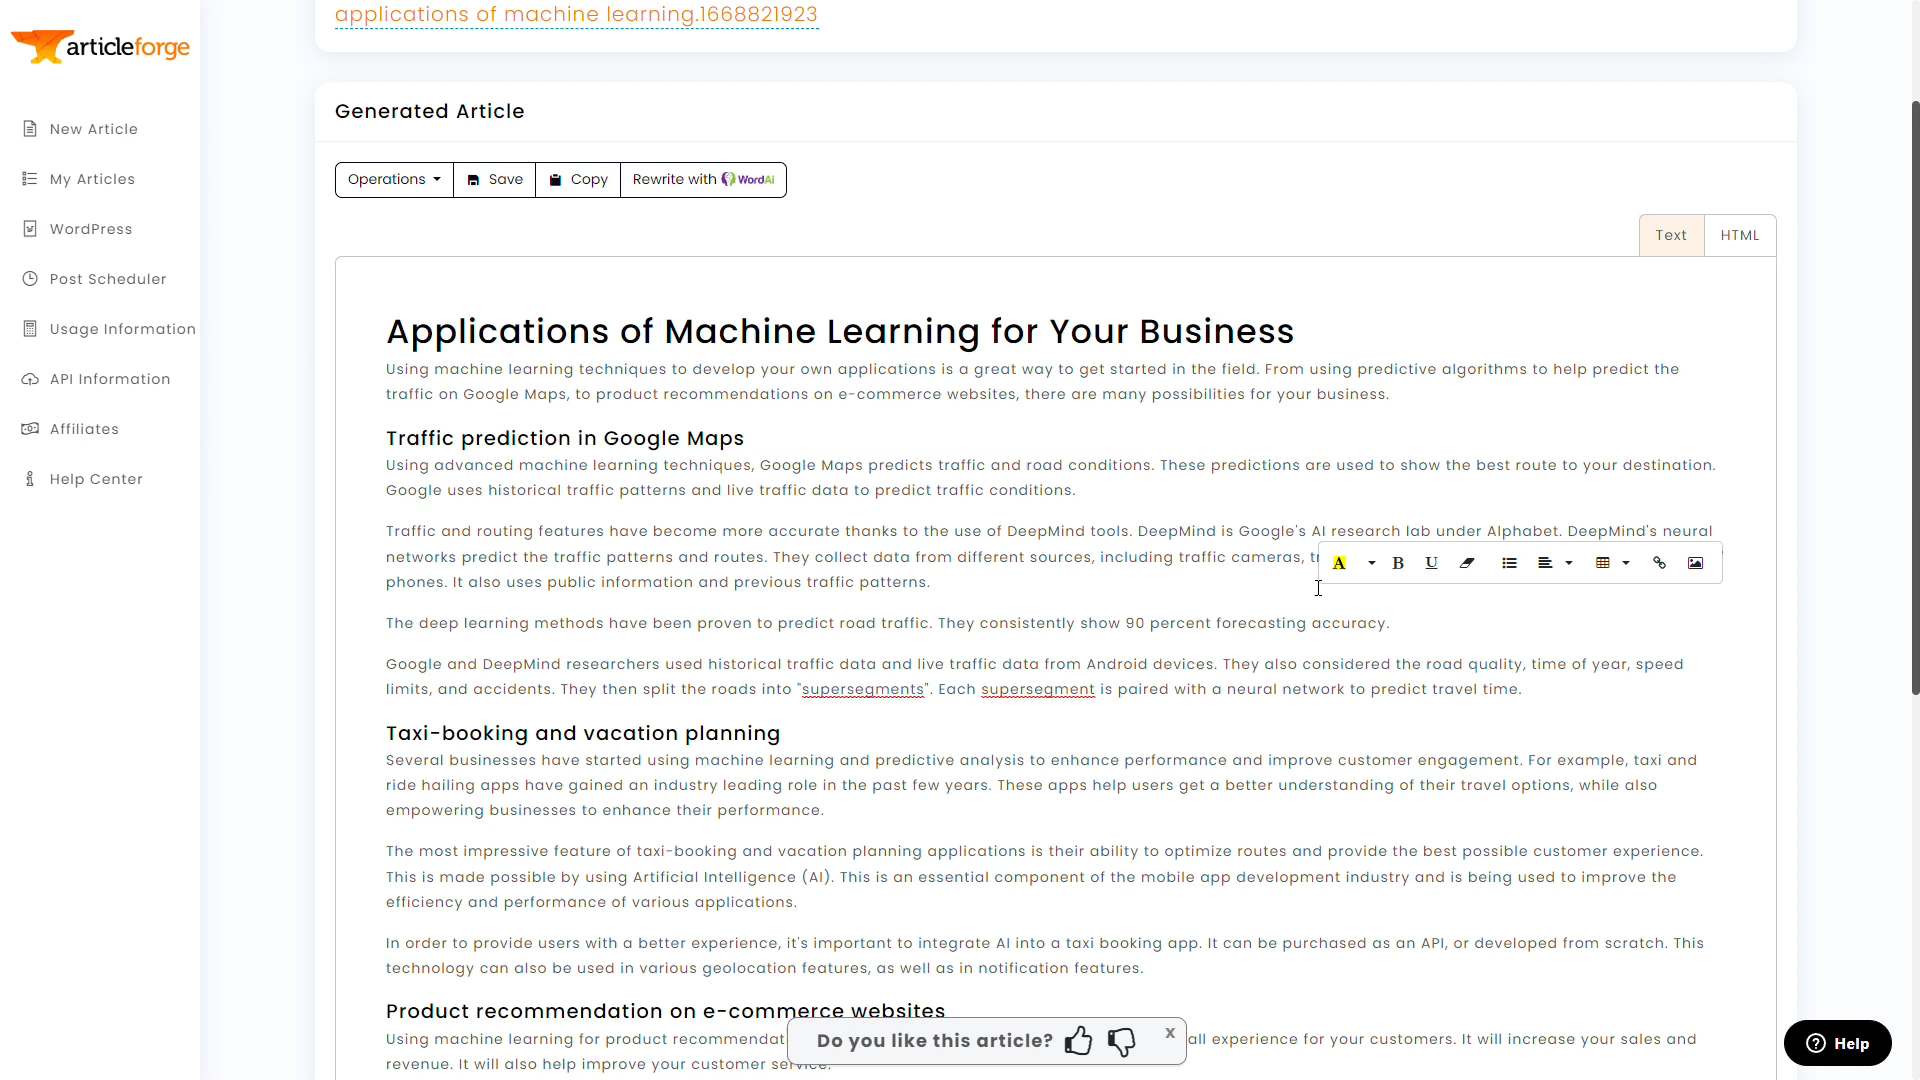 applications of machine learning.1668821923
articleforge
New Article
My Articles
WordPress
Post Scheduler
Usage Information
API Information
Affiliates
Help Center
Generated Article
Operations Save Copy Rewrite with WordAi
Text HTML
Applications of Machine Learning for Your Business
Using machine learning techniques to develop your own applications is a great way to get started in the field. From using predictive algorithms to help predict the
traffic on Google Maps, to product recommendations on e-commerce websites, there are many possibilities for your business.
Traffic prediction in Google Maps
Using advanced machine learning techniques, Google Maps predicts traffic and road conditions. These predictions are used to show the best route to your destination.
Google uses historical traffic patterns and live traffic data to predict traffic conditions.
Traffic and routing features have become more accurate thanks to the use of DeepMind tools. DeepMind is Google's AI research lab under Alphabet. DeepMind's neural
networks predict the traffic patterns and routes. They collect data from different sources, including traffic cameras,
A B U
phones. It also uses public information and previous traffic patterns.
The deep learning methods have been proven to predict road traffic. They consistently show 90 percent forecasting accuracy.
Google and DeepMind researchers used historical traffic data and live traffic data from Android devices. They also considered the road quality, time of year, speed
limits, and accidents. They then split the roads into "supersegments". Each supersegment is paired with a neural network to predict travel time.
Taxi-booking and vacation planning
Several businesses have started using machine learning and predictive analysis to enhance performance and improve customer engagement. For example, taxi and
ride hailing apps have gained an industry leading role in the past few years. These apps help users get a better understanding of their travel options, while also
empowering businesses to enhance their performance.
The most impressive feature of taxi-booking and vacation planning applications is their ability to optimize routes and provide the best possible customer experience.
This is made possible by using Artificial Intelligence (AI). This is an essential component of the mobile app development industry and is being used to improve the
efficiency and performance of various applications.
In order to provide users with a better experience, it's important to integrate AI into a taxi booking app. It can be purchased as an API, or developed from scratch. This
technology can also be used in various geolocation features, as well as in notification features.
Product recommendation on e-commerce websites
Using machine learning for product all experience for your customers. It will increase your sales and
revenue. It will also help improve your customer service.
Do you like this article? x
Help